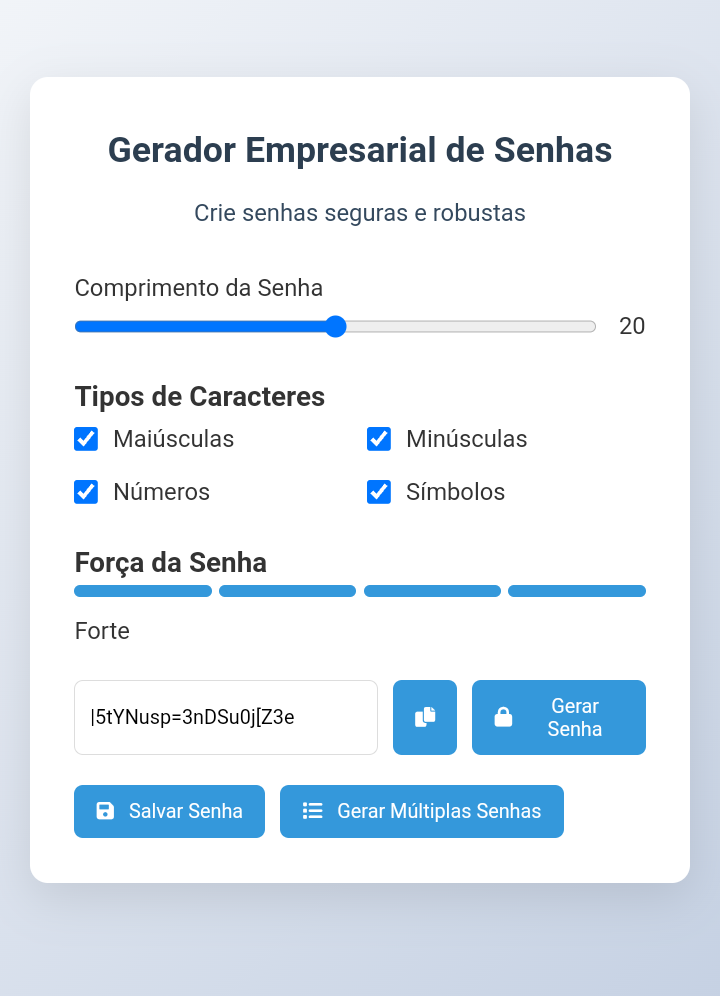 Gerador Empresarial de Senhas
Crie senhas seguras e robustas
Comprimento da Senha
20
Tipos de Caracteres
Maiúsculas
Minúsculas
Números
Símbolos
Força da Senha
Forte
|5tYNusp=3nDSu0j[Z3e
Gerar
Senha
Salvar Senha
Gerar Múltiplas Senhas